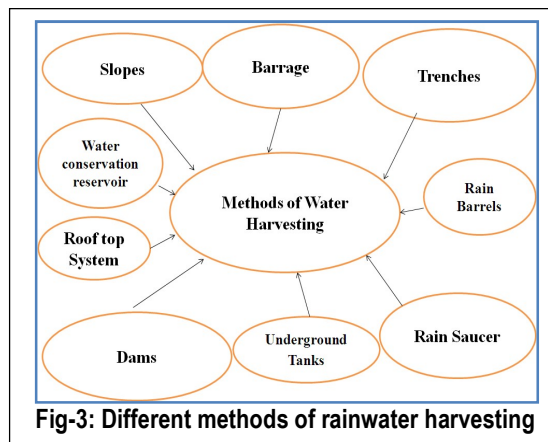 Slopes
Barrage
Trenches
Water
conservation
reservoir
Methods of Water
Harvesting
Rain
Barrels
Roof top
System
Dams
Underground
Tanks
Rain Saucer
Fig-3: Different methods of rainwater harvesting